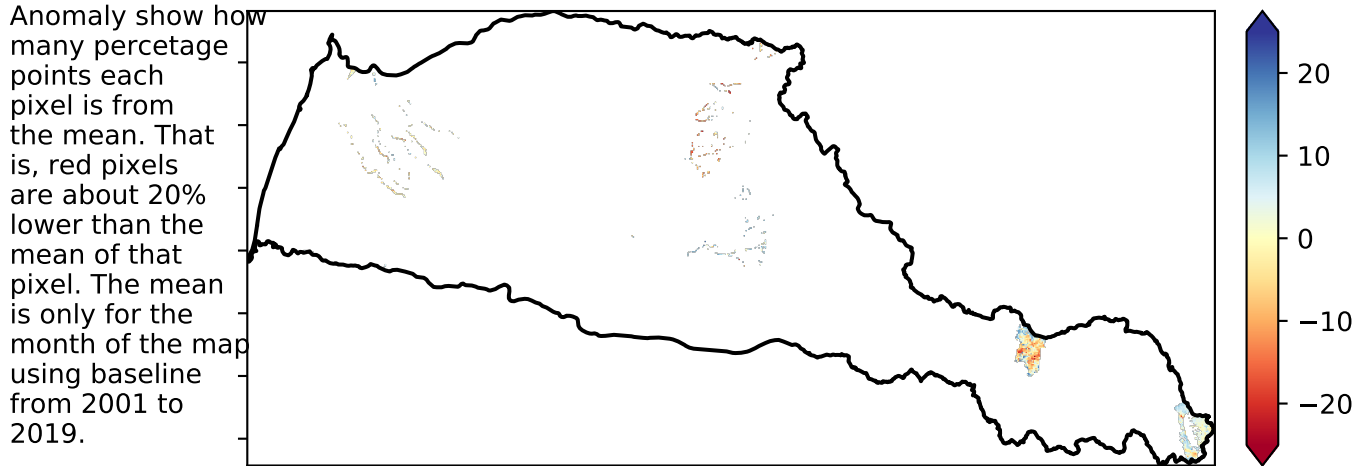 Anomaly show how
many percetage
points each
pixel is from
the mean. That
is, red pixels
are about 20%
lower than the
mean of that
pixel. The mean
is only for the
month of the map
using baseline
from 2001 to
2019.
20
10
0
−10
−20